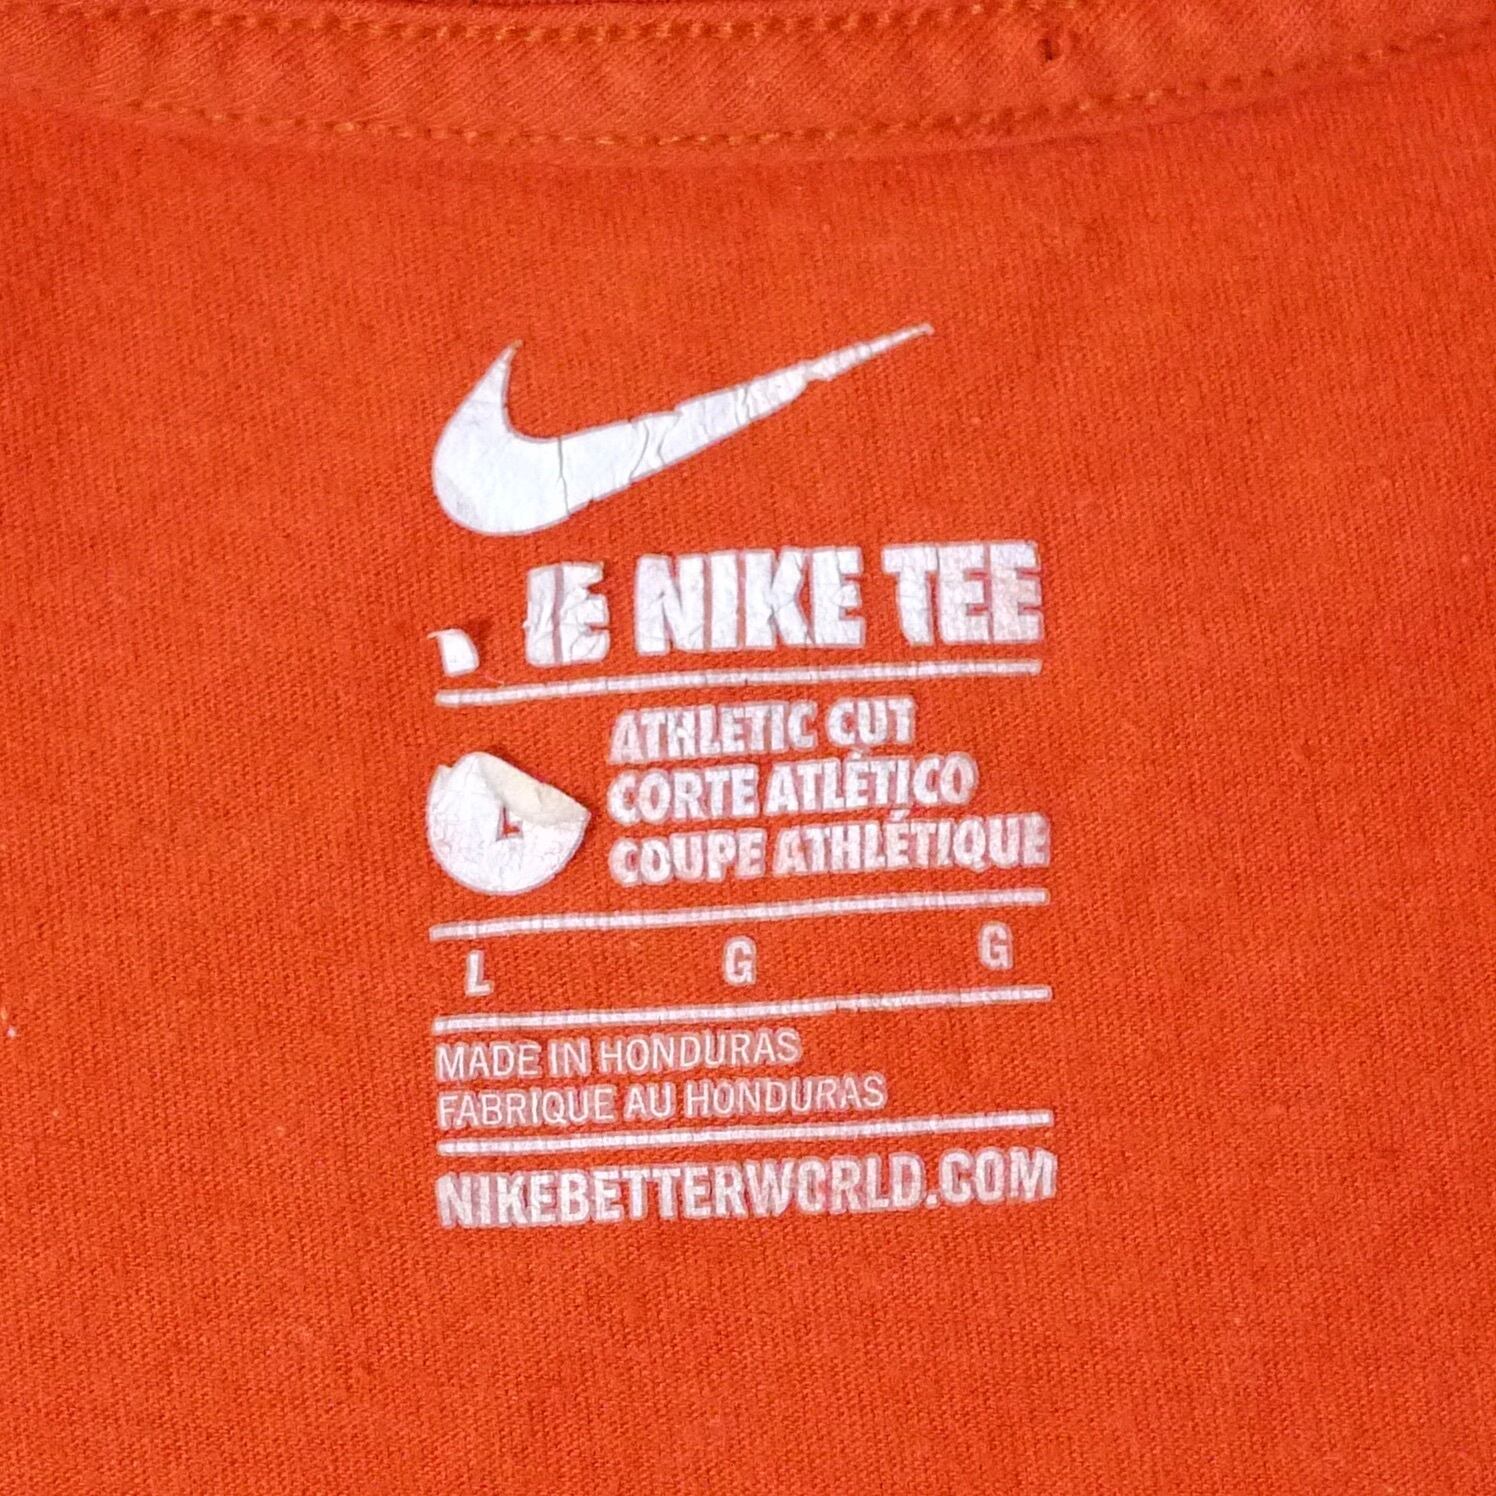 NIKE TEE
ATHLETIC CUT
CORTE ATLÉTICO
COUPE ATHLÉTIQUE
L
L G G
MADE IN HONDURAS
FABRIQUE AU HONDURAS
NIKEBETTERWORLD.COM